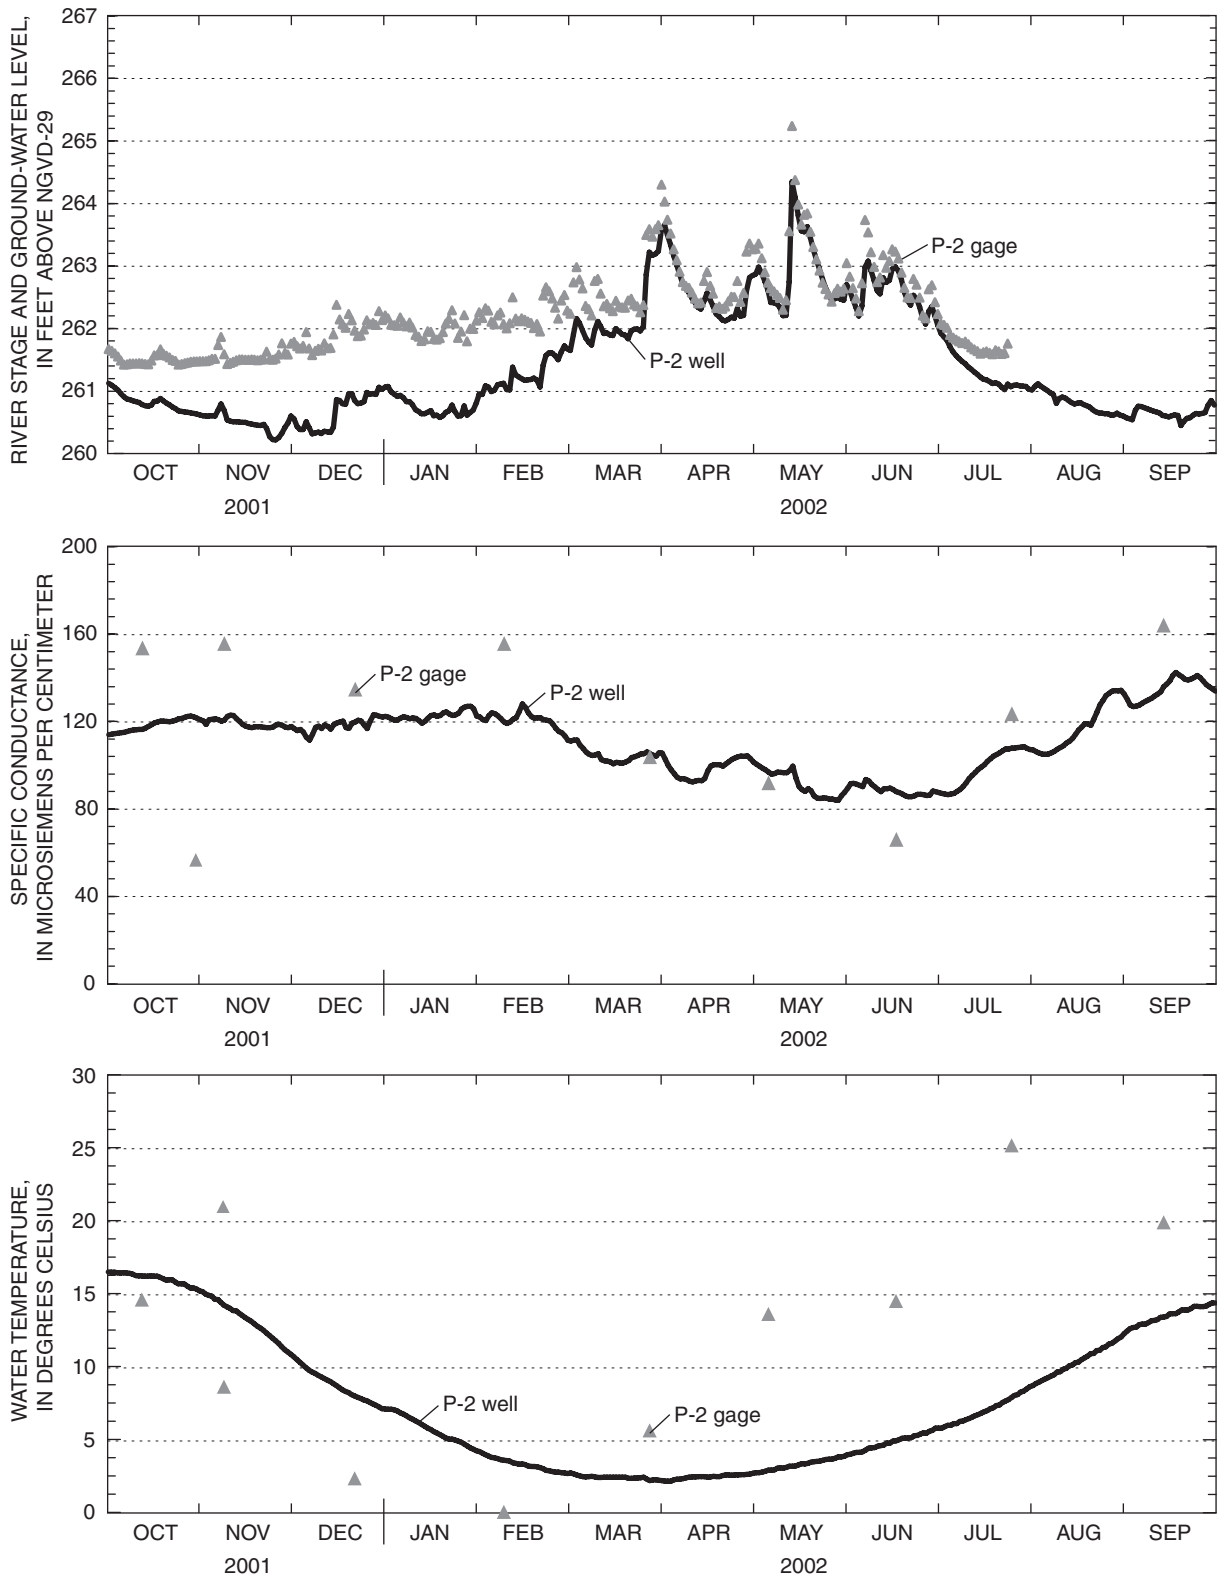 RIVER STAGE AND GROUND-WATER LEVEL,
IN FEET ABOVE NGVD-29
267
266
265
264
263
262
261
260
P-2 gage
P-2 well
OCT NOV DEC JAN FEB MAR APR MAY JUN JUL AUG SEP
2001 2002
SPECIFIC CONDUCTANCE,
IN MICROSIEMENS PER CENTIMETER
200
160
120
80
40
0
P-2 gage
P-2 well
OCT NOV DEC JAN FEB MAR APR MAY JUN JUL AUG SEP
2001 2002
WATER TEMPERATURE,
IN DEGREES CELSIUS
30
25
20
15
10
5
0
P-2 well
P-2 gage
OCT NOV DEC JAN FEB MAR APR MAY JUN JUL AUG SEP
2001 2002